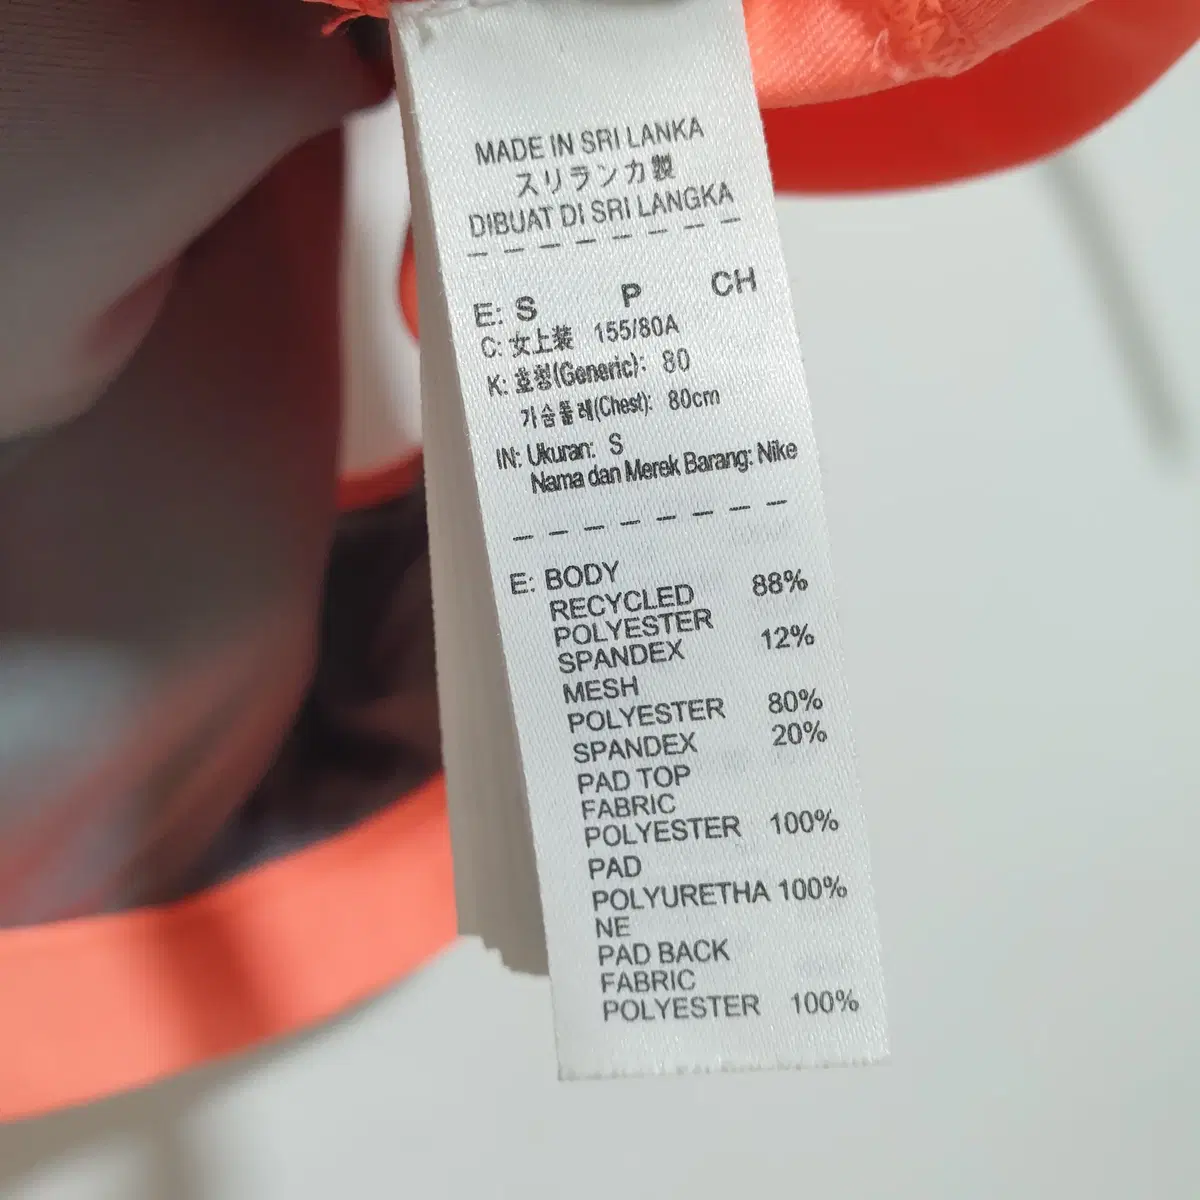 MADE IN SRI LANKA
スリランカ製
DIBUAT DI SRI LANGKA
E: S P CH
C: 女上装 155/80A
K: 호칭(Generic): 80
가슴둘레(Chest): 80cm
IN: Ukuran: S
Nama dan Merek Barang: Nike
E: BODY
RECYCLED 88%
POLYESTER
SPANDEX 12%
MESH
POLYESTER 80%
SPANDEX 20%
PAD TOP
FABRIC
POLYESTER 100%
PAD
POLYURETHA 100%
NE
PAD BACK
FABRIC
POLYESTER 100%